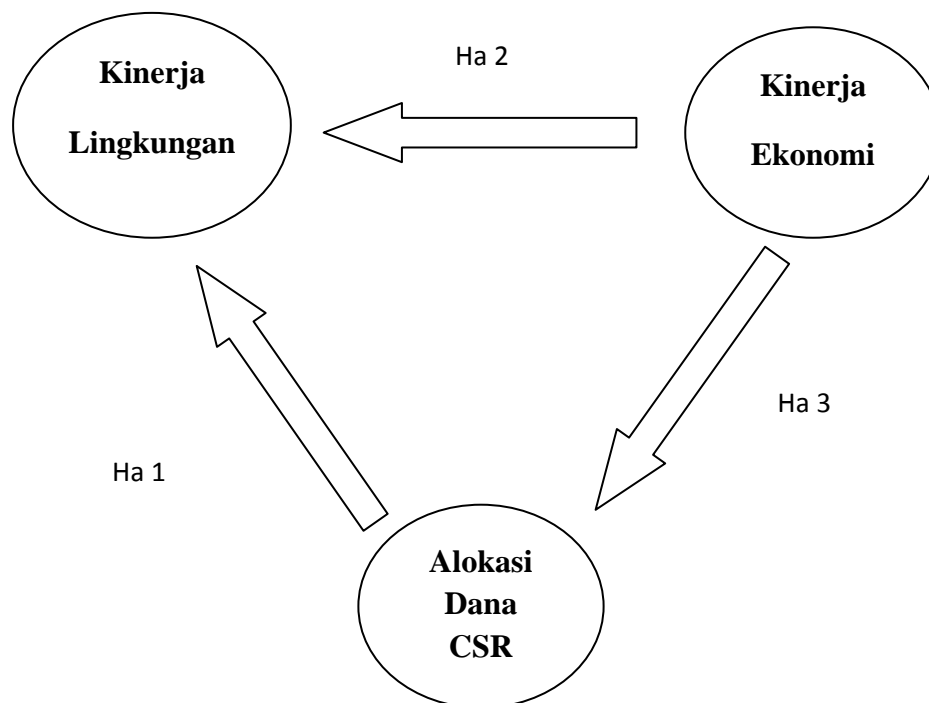 Kinerja
Lingkungan
Ha 2
Kinerja
Ekonomi
Ha 3
Ha 1
Alokasi
Dana
CSR